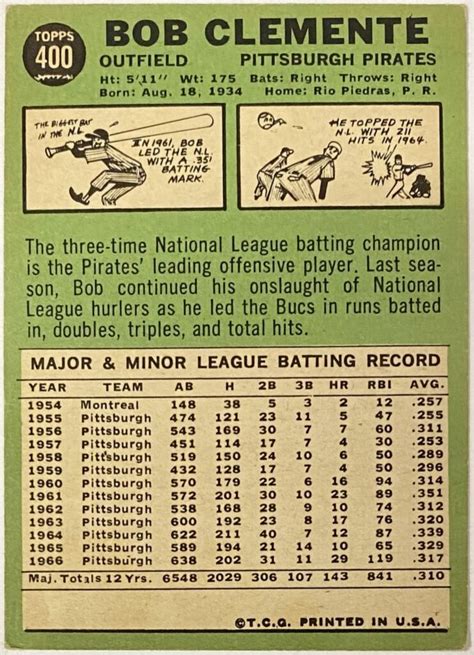 TOPPS
400
BOB CLEMENTE
OUTFIELD PITTSBURGH PIRATES
Ht: 5'11" Wt: 175 Bats: Right Throws: Right
Born: Aug. 18, 1934 Home: Rio Piedras, P. R.
THE BIGGEST BAT
IN THE N.L.
IN 1961, BOB
LED THE N.L.
WITH A .351
BATTING
MARK.
HE TOPPED THE
N.L. WITH 211
HITS IN 1964.
The three-time National League batting champion
is the Pirates' leading offensive player. Last sea-
son, Bob continued his onslaught of National
League hurlers as he led the Bucs in runs batted
in, doubles, triples, and total hits.
MAJOR & MINOR LEAGUE BATTING RECORD
YEAR TEAM AB H 2B 3B HR RBI AVG.
1954 Montreal 148 38 5 3 2 12 .257
1955 Pittsburgh 474 121 23 11 5 47 .255
1956 Pittsburgh 543 169 30 7 7 60 .311
1957 Pittsburgh 451 114 17 7 4 30 .253
1958 Pittsburgh 519 150 24 10 6 50 .289
1959 Pittsburgh 432 128 17 7 4 50 .296
1960 Pittsburgh 570 179 22 6 16 94 .314
1961 Pittsburgh 572 201 30 10 23 89 .351
1962 Pittsburgh 538 168 28 9 10 74 .312
1963 Pittsburgh 600 192 23 8 17 76 .320
1964 Pittsburgh 622 211 40 7 12 87 .339
1965 Pittsburgh 589 194 21 14 10 65 .329
1966 Pittsburgh 638 202 31 11 29 119 .317
Maj. Totals 12 Yrs. 6548 2029 306 107 143 841 .310
©T.C.G. PRINTED IN U.S.A.